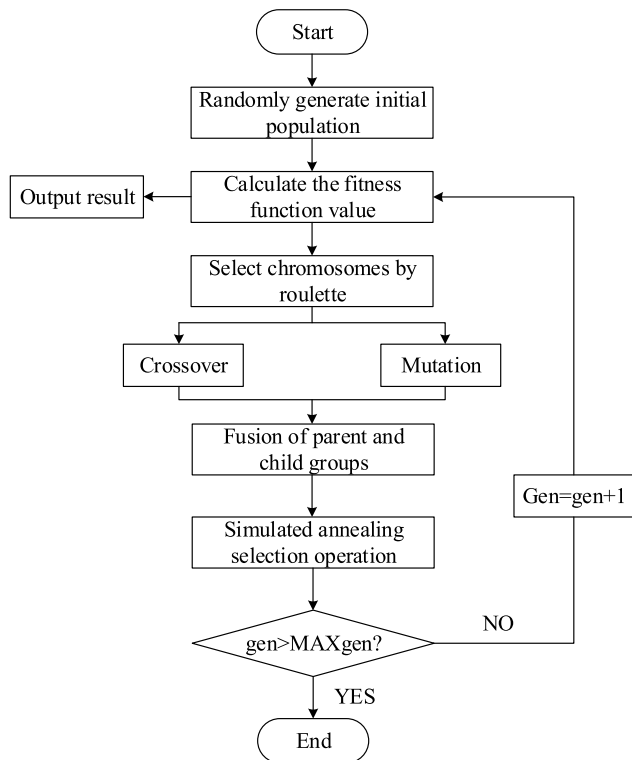 Start
Randomly generate initial
population
Output result
Calculate the fitness
function value
Select chromosomes by
roulette
Crossover
Mutation
Fusion of parent and
child groups
Gen=gen+1
Simulated annealing
selection operation
gen>MAXgen?
NO
YES
End